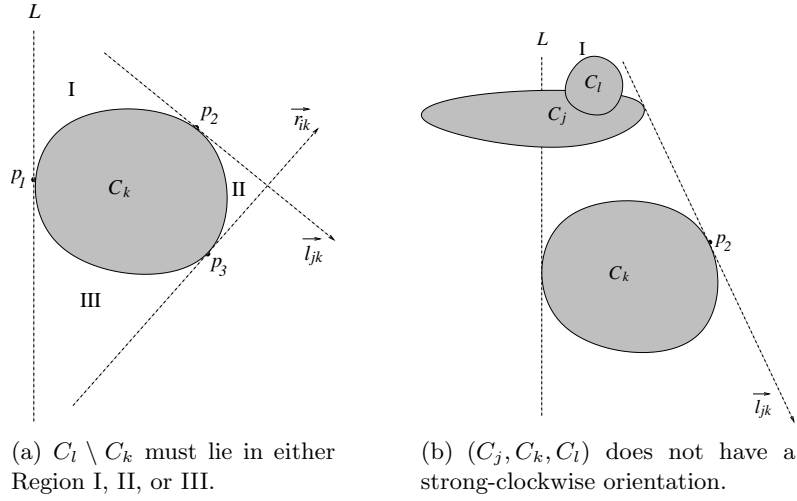 L
I
p1
p2
→rik
Ck
II
→ljk
p3
III
(a) Cl \ Ck must lie in either
Region I, II, or III.
L
I
Cl
Cj
p2
Ck
→ljk
(b) (Cj, Ck, Cl) does not have a
strong-clockwise orientation.